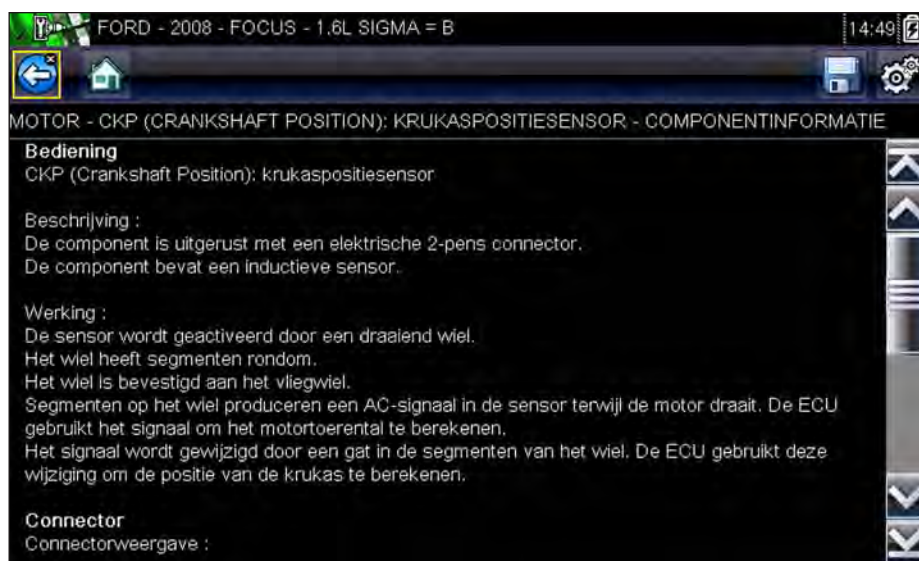 FORD - 2008 - FOCUS - 1.6L SIGMA = B
14:49
MOTOR - CKP (CRANKSHAFT POSITION): KRUKASPOSITIESENSOR - COMPONENTINFORMATIE
Bediening
CKP (Crankshaft Position): krukaspositiesensor
Beschrijving :
De component is uitgerust met een elektrische 2-pens connector.
De component bevat een inductieve sensor.
Werking :
De sensor wordt geactiveerd door een draaiend wiel.
Het wiel heeft segmenten rondom.
Het wiel is bevestigd aan het vliegwiel.
Segmenten op het wiel produceren een AC-signaal in de sensor terwijl de motor draait. De ECU
gebruikt het signaal om het motortoerental te berekenen.
Het signaal wordt gewijzigd door een gat in de segmenten van het wiel. De ECU gebruikt deze
wijziging om de positie van de krukas te berekenen.
Connector
Connectorweergave :